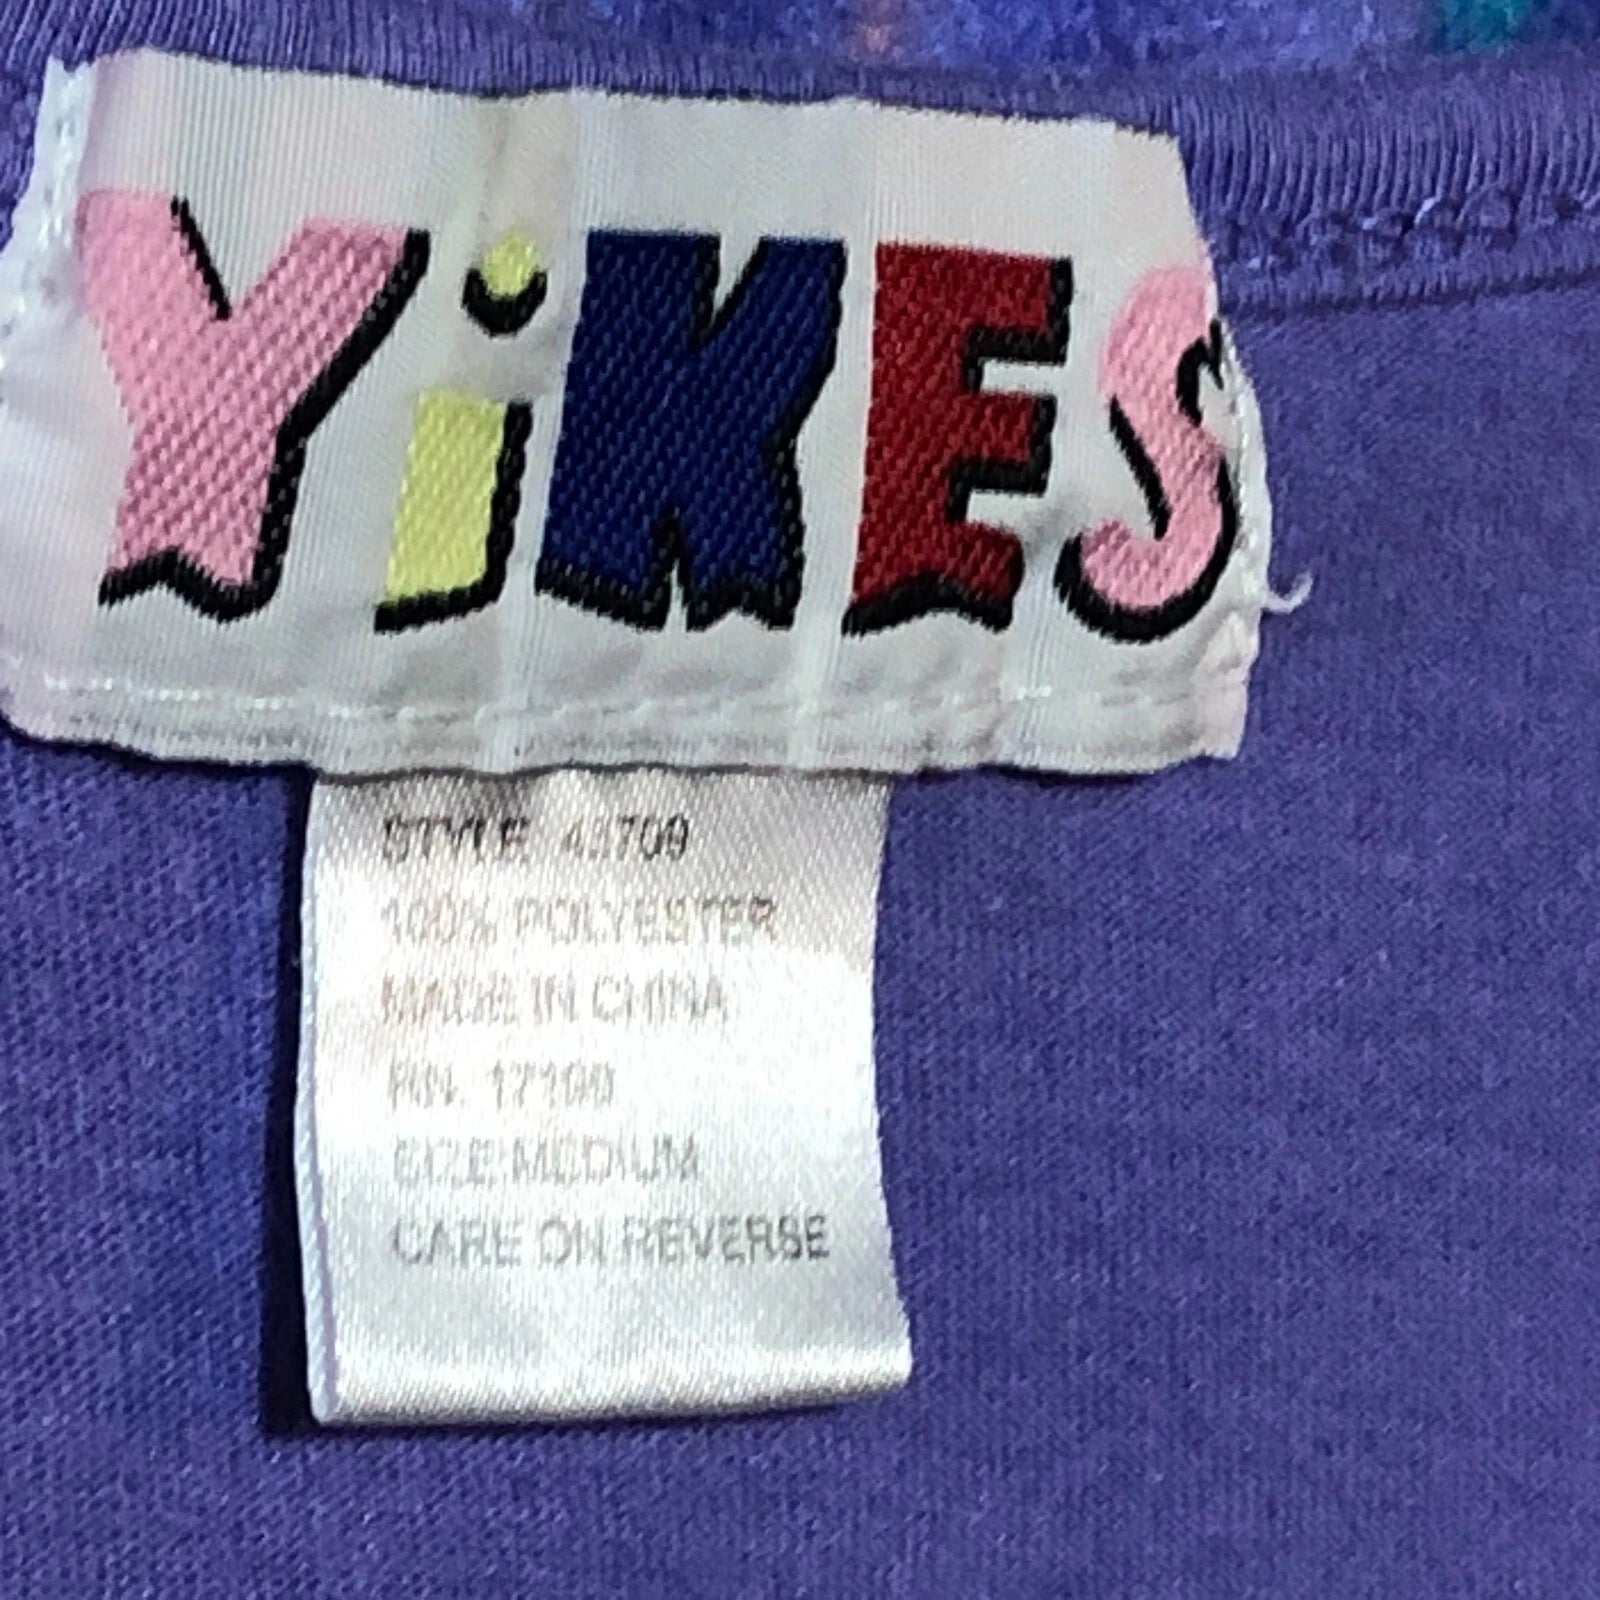 YiKES
STYLE: 43709
100% POLYESTER
MADE IN CHINA
RN: 17190
SIZE:MEDIUM
CARE ON REVERSE